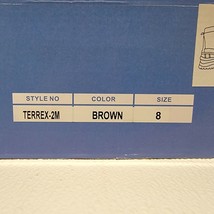 STYLE NO COLOR SIZE
TERREX-2M BROWN 8